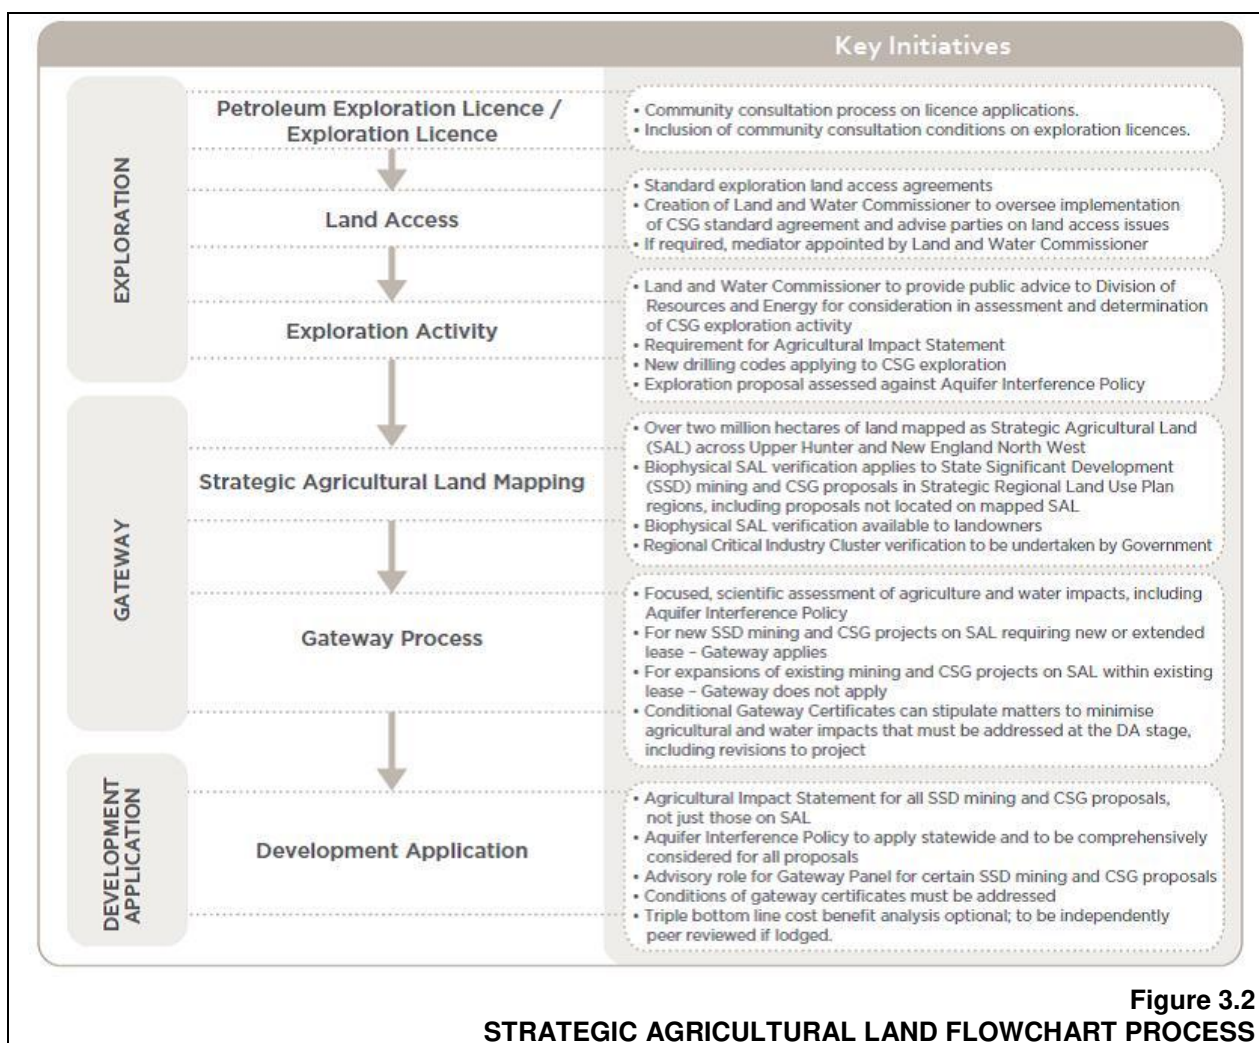 Key Initiatives
EXPLORATION
Petroleum Exploration Licence /
Exploration Licence
• Community consultation process on licence applications.
• Inclusion of community consultation conditions on exploration licences.
Land Access
• Standard exploration land access agreements
• Creation of Land and Water Commissioner to oversee implementation
of CSG standard agreement and advise parties on land access issues
• If required, mediator appointed by Land and Water Commissioner
Exploration Activity
• Land and Water Commissioner to provide public advice to Division of
Resources and Energy for consideration in assessment and determination
of CSG exploration activity
• Requirement for Agricultural Impact Statement
• New drilling codes applying to CSG exploration
• Exploration proposal assessed against Aquifer Interference Policy
GATEWAY
Strategic Agricultural Land Mapping
• Over two million hectares of land mapped as Strategic Agricultural Land
(SAL) across Upper Hunter and New England North West
• Biophysical SAL verification applies to State Significant Development
(SSD) mining and CSG proposals in Strategic Regional Land Use Plan
regions, including proposals not located on mapped SAL
• Biophysical SAL verification available to landowners
• Regional Critical Industry Cluster verification to be undertaken by Government
Gateway Process
• Focused, scientific assessment of agriculture and water impacts, including
Aquifer Interference Policy
• For new SSD mining and CSG projects on SAL requiring new or extended
lease – Gateway applies
• For expansions of existing mining and CSG projects on SAL within existing
lease – Gateway does not apply
• Conditional Gateway Certificates can stipulate matters to minimise
agricultural and water impacts that must be addressed at the DA stage,
including revisions to project
DEVELOPMENT
APPLICATION
Development Application
• Agricultural Impact Statement for all SSD mining and CSG proposals,
not just those on SAL
• Aquifer Interference Policy to apply statewide and to be comprehensively
considered for all proposals
• Advisory role for Gateway Panel for certain SSD mining and CSG proposals
• Conditions of gateway certificates must be addressed
• Triple bottom line cost benefit analysis optional; to be independently
peer reviewed if lodged.
Figure 3.2
STRATEGIC AGRICULTURAL LAND FLOWCHART PROCESS